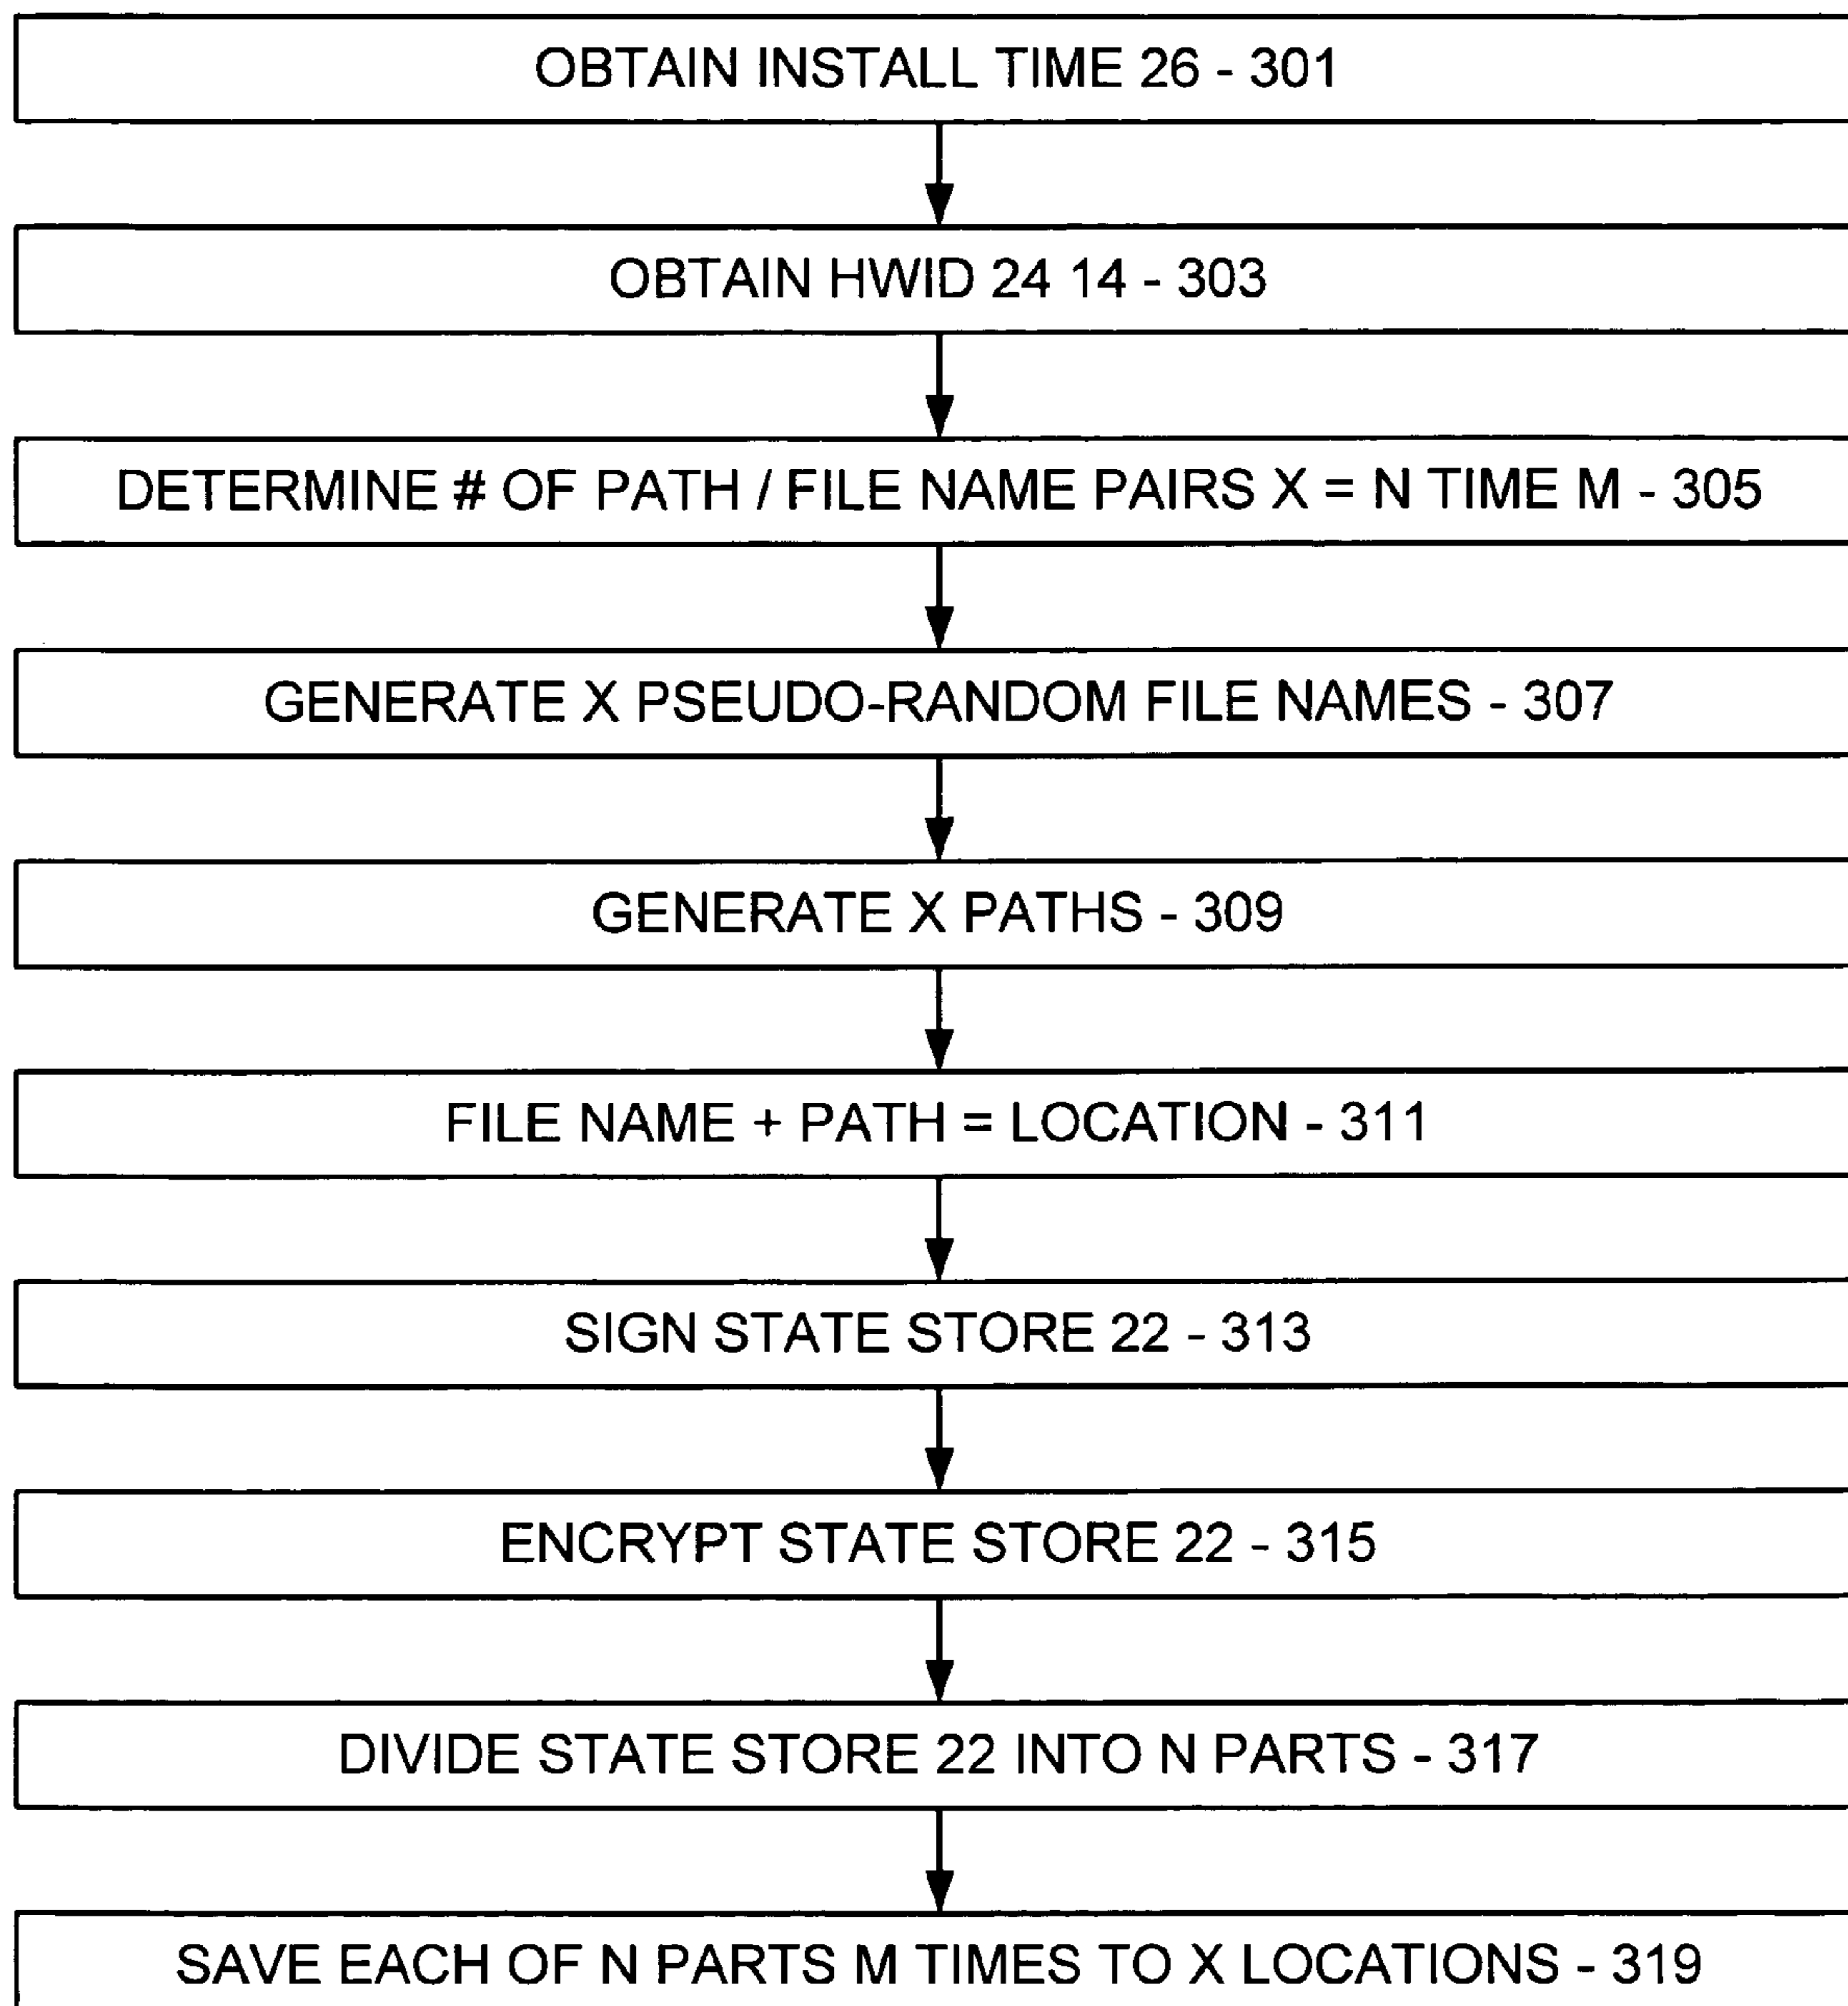 OBTAIN INSTALL TIME 26 - 301
OBTAIN HWID 24 14 - 303
DETERMINE # OF PATH / FILE NAME PAIRS X = N TIME M - 305
GENERATE X PSEUDO-RANDOM FILE NAMES - 307
GENERATE X PATHS - 309
FILE NAME + PATH = LOCATION - 311
SIGN STATE STORE 22 - 313
ENCRYPT STATE STORE 22 - 315
DIVIDE STATE STORE 22 INTO N PARTS - 317
SAVE EACH OF N PARTS M TIMES TO X LOCATIONS - 319